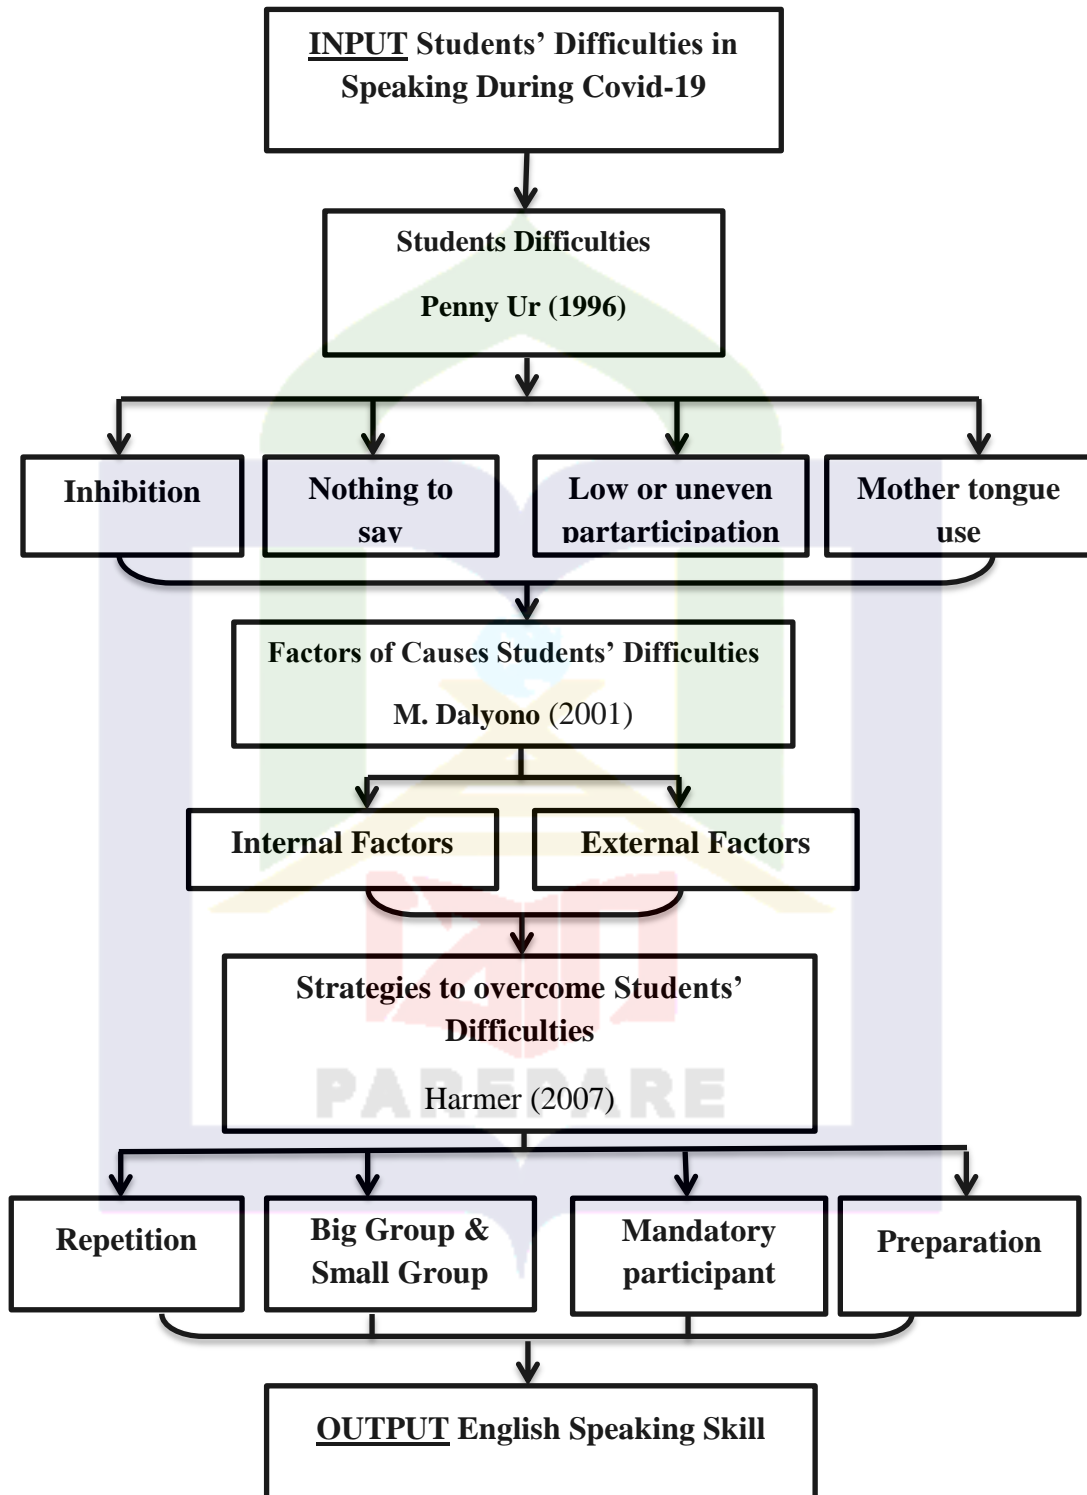 INPUT Students’ Difficulties in
Speaking During Covid-19
Students Difficulties
Penny Ur (1996)
Inhibition
Nothing to
say
Low or uneven
partarticipation
Mother tongue
use
Factors of Causes Students’ Difficulties
M. Dalyono (2001)
Internal Factors
External Factors
Strategies to overcome Students’
Difficulties
PAREPARE
Harmer (2007)
Repetition
Big Group &
Small Group
Mandatory
participant
Preparation
OUTPUT English Speaking Skill